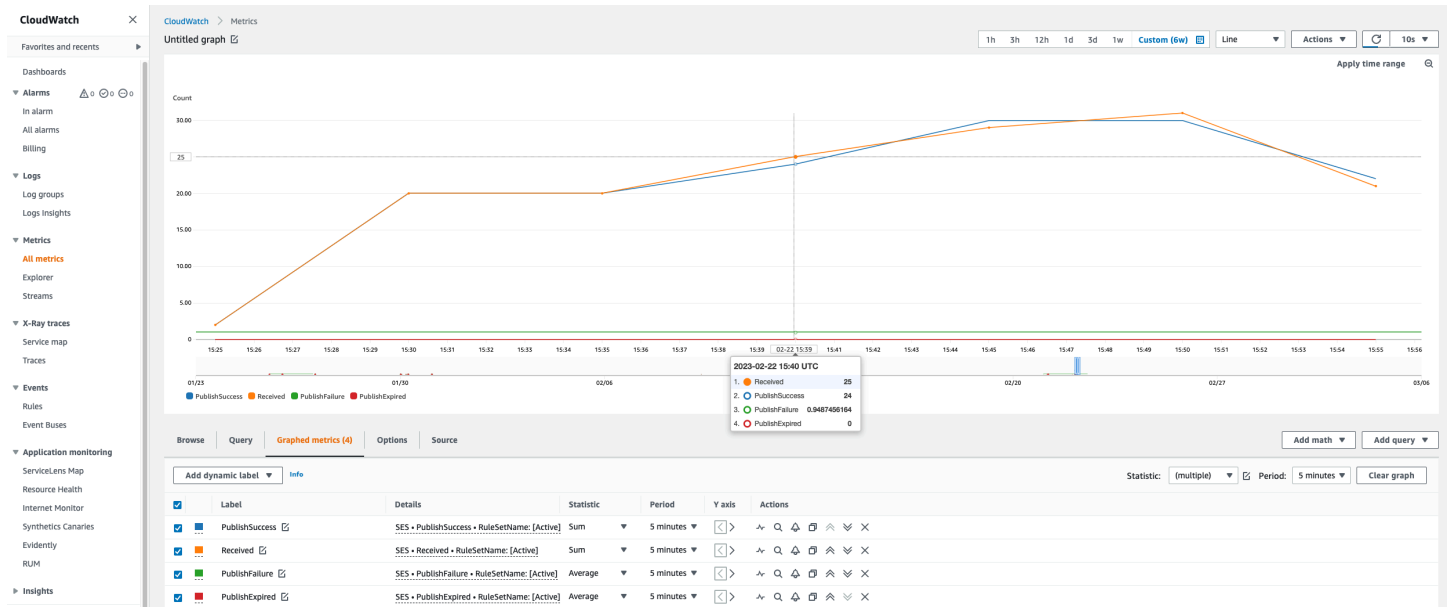 CloudWatch
Favorites and recents
Dashboards
Alarms 0 0 0
In alarm
All alarms
Billing
Logs
Log groups
Logs Insights
Metrics
All metrics
Explorer
Streams
X-Ray traces
Service map
Traces
Events
Rules
Event Buses
Application monitoring
ServiceLens Map
Resource Health
Internet Monitor
Synthetics Canaries
Evidently
RUM
Insights
CloudWatch > Metrics
Untitled graph
1h 3h 12h 1d 3d 1w Custom (6w) Line Actions 10s
Apply time range
Count
30.00
25
20.00
15.00
10.00
5.00
0
15:25 15:26 15:27 15:28 15:29 15:30 15:31 15:32 15:33 15:34 15:35 15:36 15:37 15:38 15:39 02-22 15:39 15:41 15:42 15:43 15:44 15:45 15:46 15:47 15:48 15:49 15:50 15:51 15:52 15:53 15:54 15:55 15:56
01/23 01/30 02/06 02/20 02/27 03/06
PublishSuccess Received PublishFailure PublishExpired
2023-02-22 15:40 UTC
1. Received 25
2. PublishSuccess 24
3. PublishFailure 0.9487456164
4. PublishExpired 0
Browse Query Graphed metrics (4) Options Source
Add math Add query
Add dynamic label Info
Statistic: (multiple) Period: 5 minutes Clear graph
Label Details Statistic Period Y axis Actions
PublishSuccess SES • PublishSuccess • RuleSetName: [Active] Sum 5 minutes
Received SES • Received • RuleSetName: [Active] Sum 5 minutes
PublishFailure SES • PublishFailure • RuleSetName: [Active] Average 5 minutes
PublishExpired SES • PublishExpired • RuleSetName: [Active] Average 5 minutes